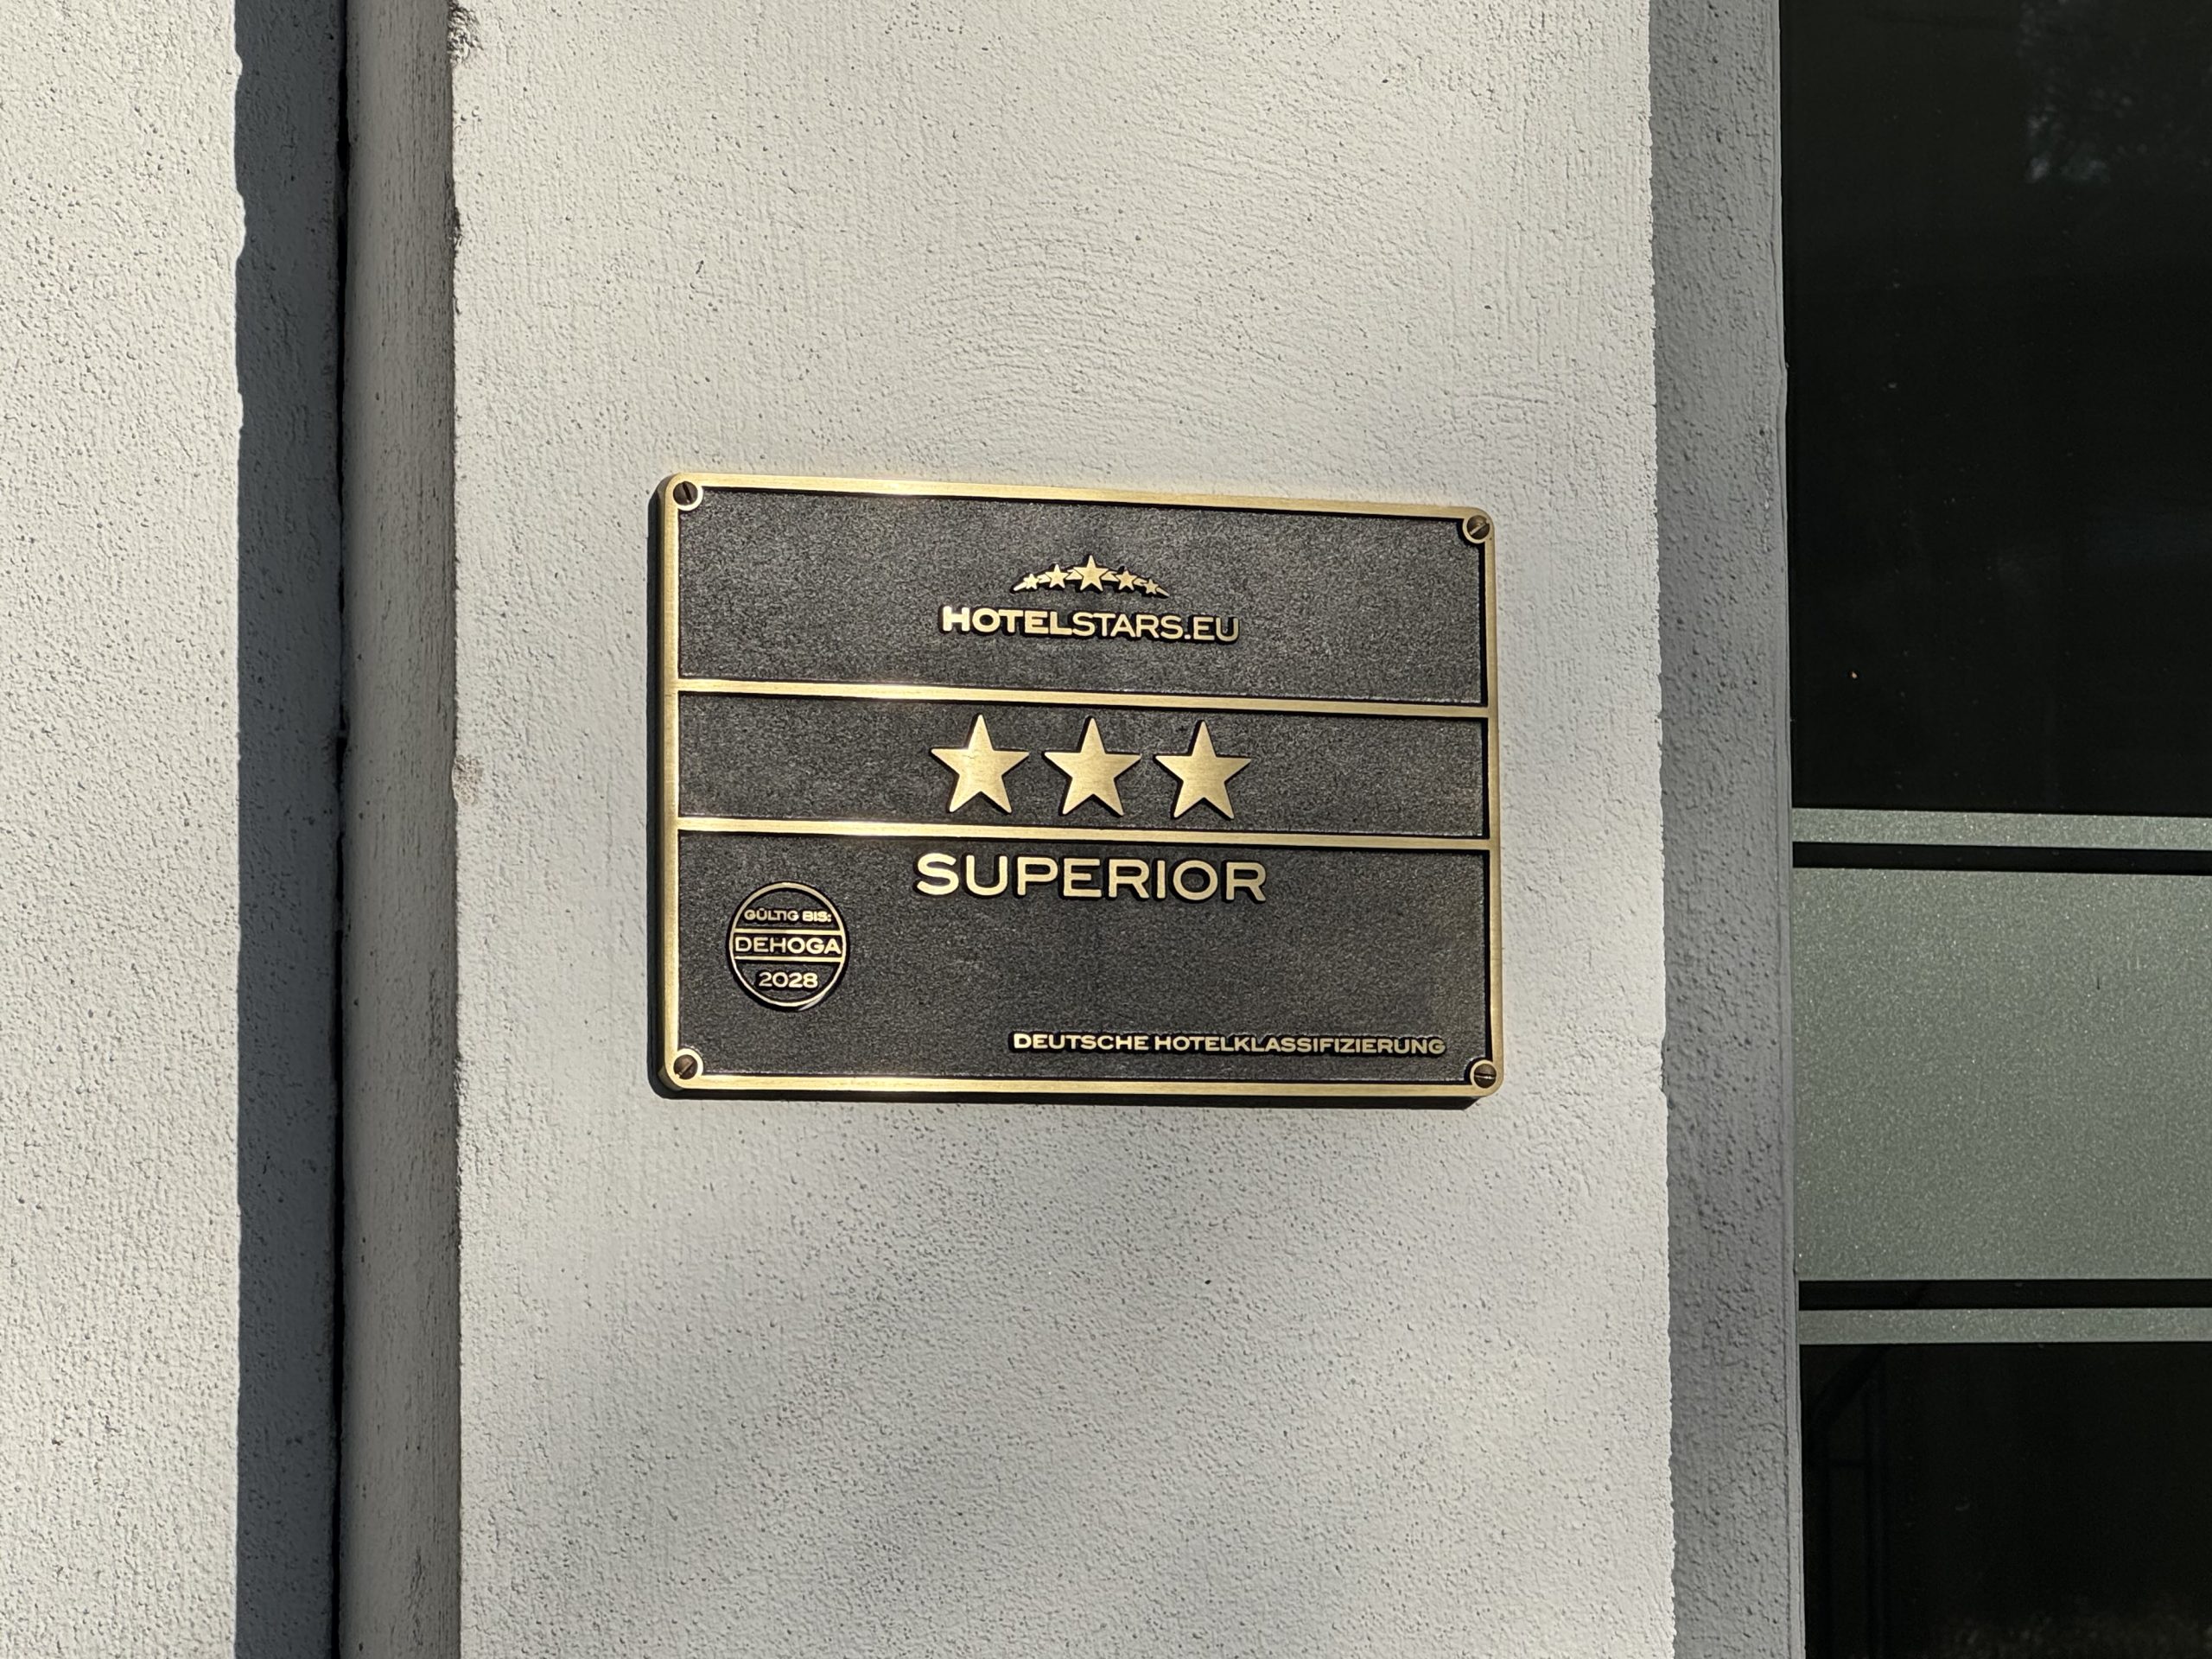 HOTELSTARS.EU
SUPERIOR
GÜLTIG BIS:
DEHOGA
2028
DEUTSCHE HOTELKLASSIFIZIERUNG